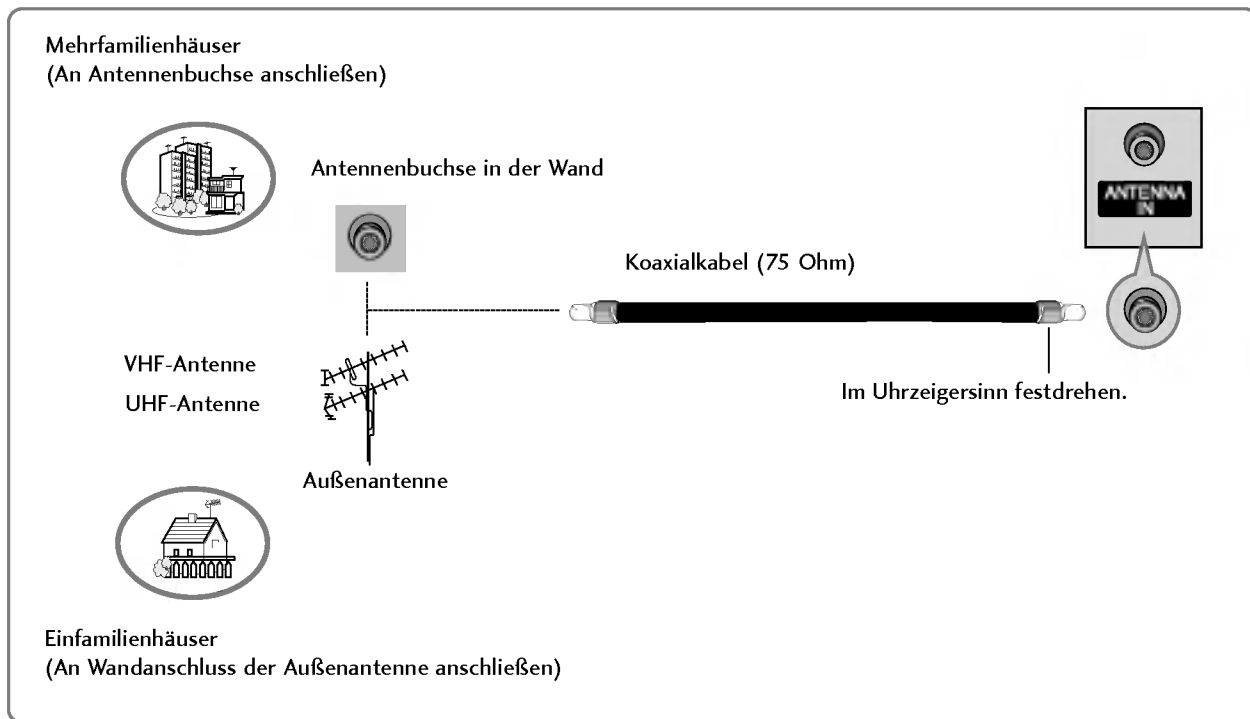 Mehrfamilienhäuser
(An Antennenbuchse anschließen)
Antennenbuchse in der Wand
ANTENNA
IN
Koaxialkabel (75 Ohm)
VHF-Antenne
UHF-Antenne
Im Uhrzeigersinn festdrehen.
Außenantenne
Einfamilienhäuser
(An Wandanschluss der Außenantenne anschließen)